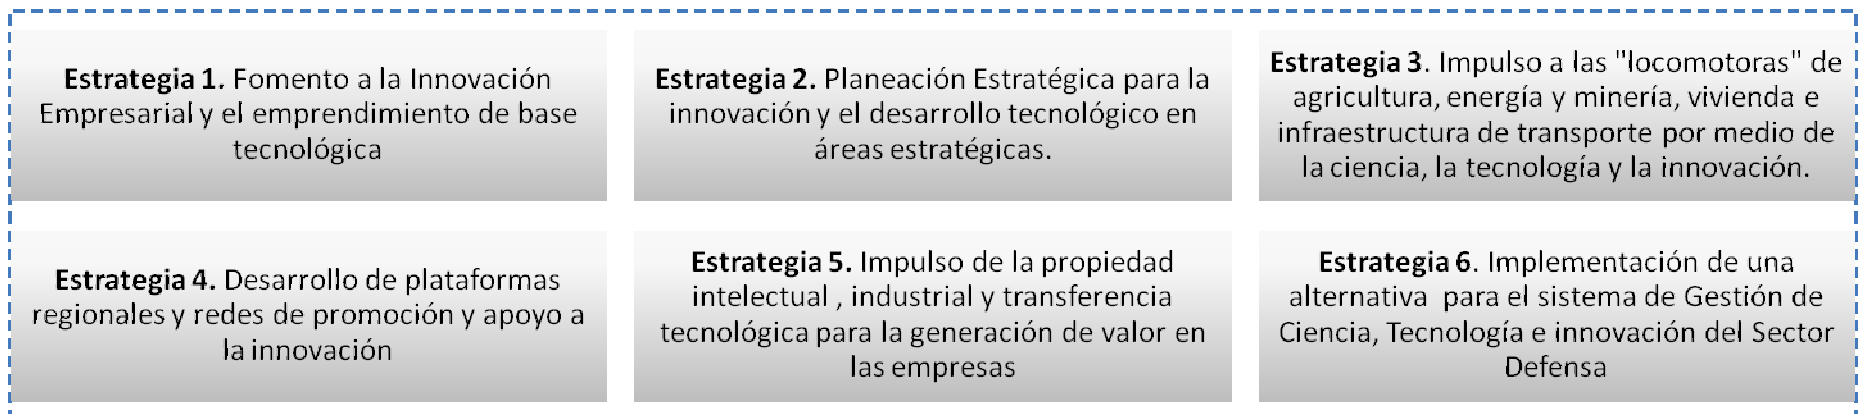 Estrategia 1. Fomento a la Innovación
Empresarial y el emprendimiento de base
tecnológica
Estrategia 2. Planeación Estratégica para la
innovación y el desarrollo tecnológico en
áreas estratégicas.
Estrategia 3. Impulso a las "locomotoras" de
agricultura, energía y minería, vivienda e
infraestructura de transporte por medio de
la ciencia, la tecnología y la innovación.
Estrategia 4. Desarrollo de plataformas
regionales y redes de promoción y apoyo a
la innovación
Estrategia 5. Impulso de la propiedad
intelectual , industrial y transferencia
tecnológica para la generación de valor en
las empresas
Estrategia 6. Implementación de una
alternativa  para el sistema de Gestión de
Ciencia, Tecnología e innovación del Sector
Defensa